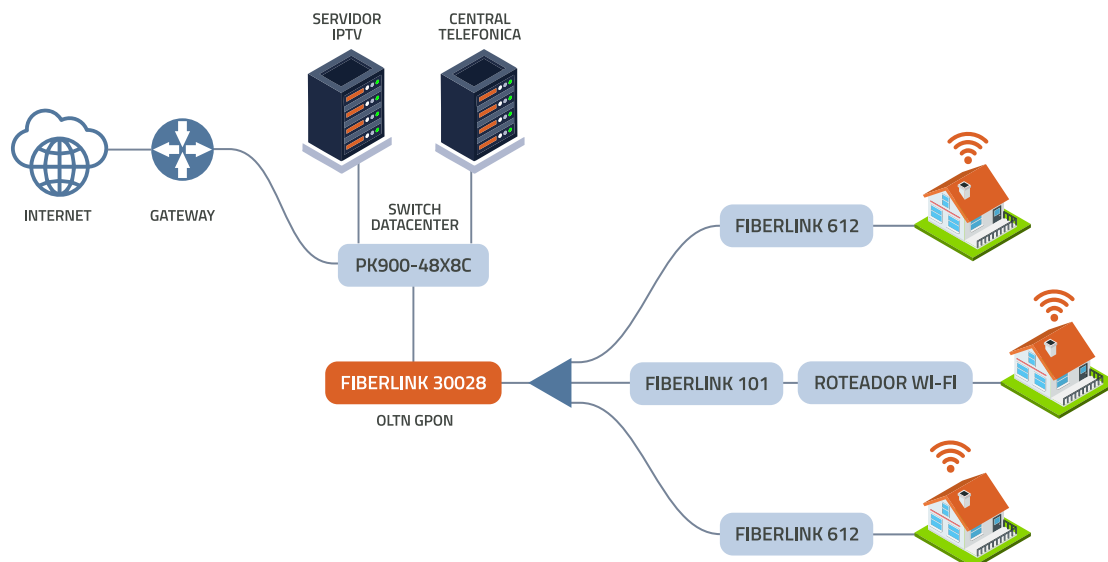 SERVIDOR
IPTV
CENTRAL
TELEFONICA
INTERNET
GATEWAY
SWITCH
DATACENTER
PK900-48X8C
FIBERLINK 612
FIBERLINK 30028
OLTN GPON
FIBERLINK 101
ROTEADOR WI-FI
FIBERLINK 612